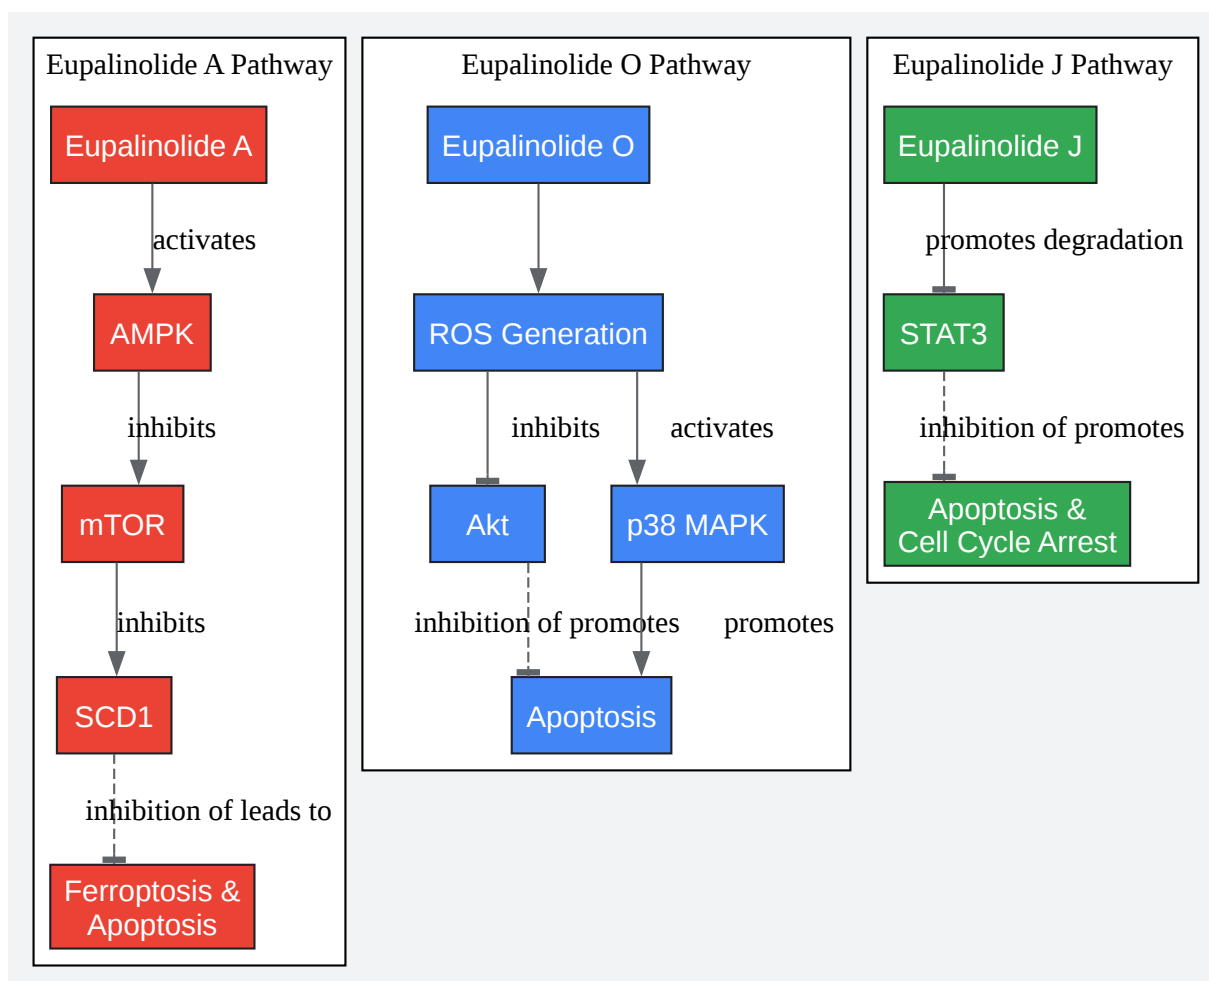 Eupalinolide A Pathway
Eupalinolide A
activates
AMPK
inhibits
mTOR
inhibits
SCD1
inhibition of leads to
Ferroptosis &
Apoptosis
Eupalinolide O Pathway
Eupalinolide O
ROS Generation
inhibits
activates
Akt
p38 MAPK
inhibition of promotes
promotes
Apoptosis
Eupalinolide J Pathway
Eupalinolide J
promotes degradation
STAT3
inhibition of promotes
Apoptosis &
Cell Cycle Arrest